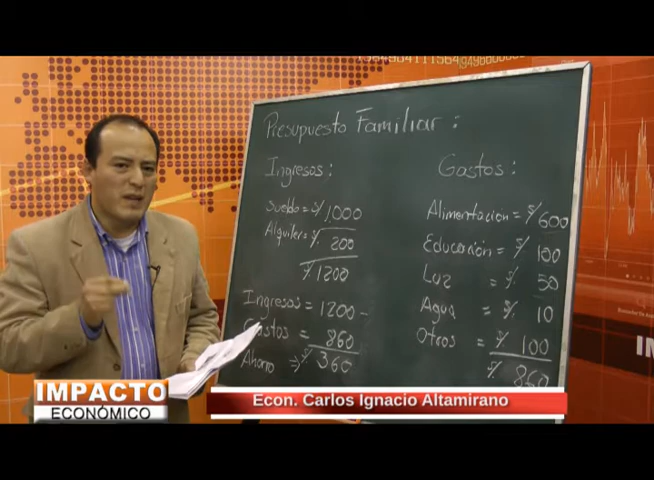 Presupuesto Familiar:
Ingresos:
Sueldo = S/. 1000
Alquiler = S/. 200
S/. 1200
Ingresos = 1200 -
Gastos = 860
Ahorro => S/. 360
Gastos:
Alimentación = S/. 600
Educación = S/. 100
Luz = S/. 50
Agua = S/. 10
Otros = S/. 100
S/. 860
IMPACTO
ECONÓMICO
Econ. Carlos Ignacio Altamirano